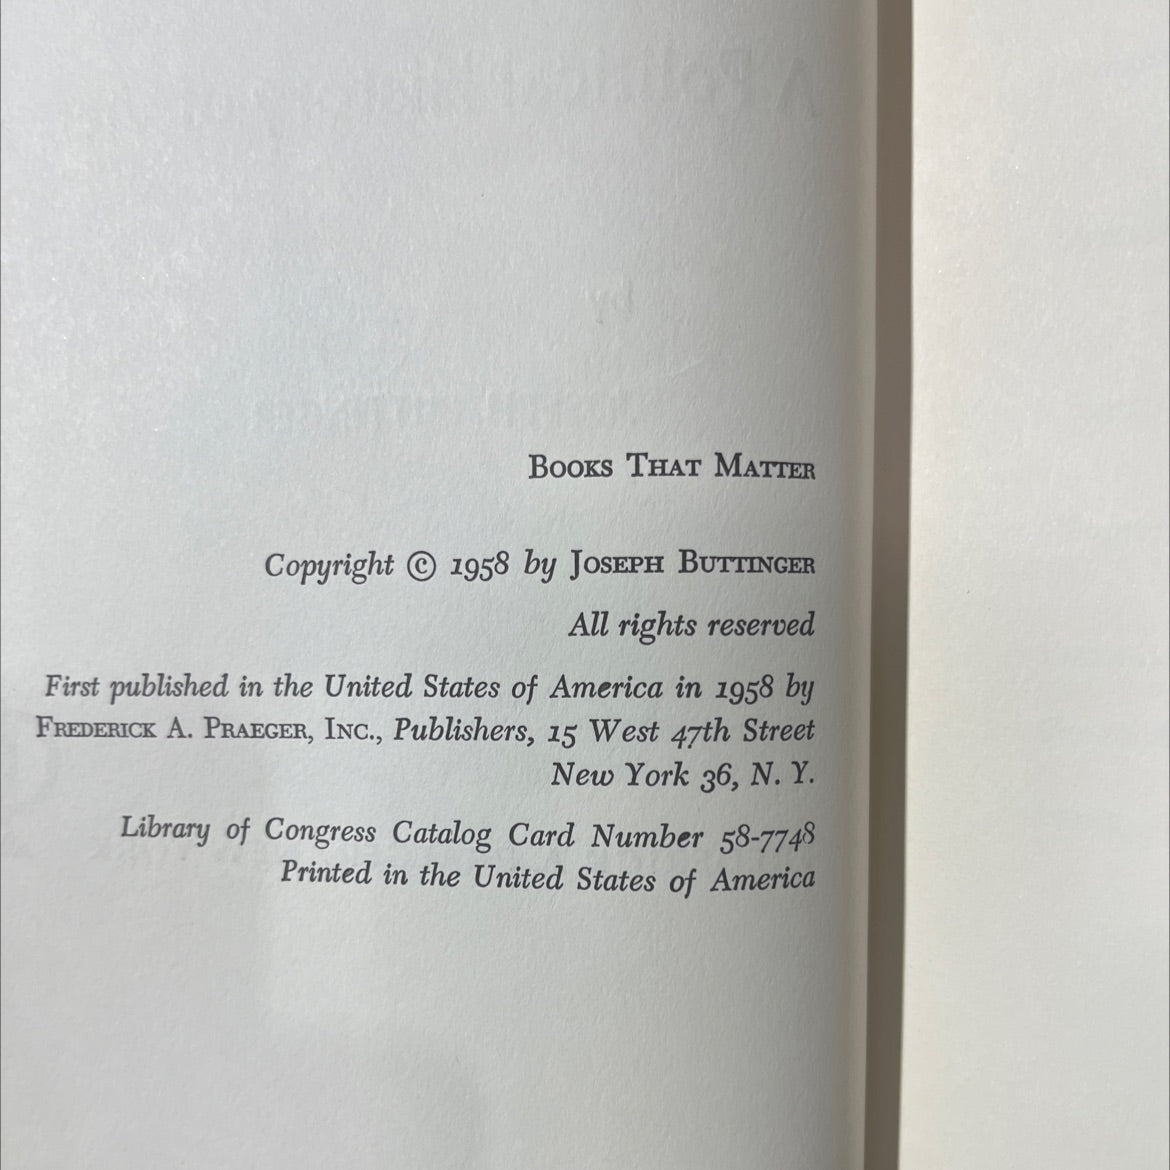 BOOKS THAT MATTER
Copyright © 1958 by JOSEPH BUTTINGER
All rights reserved
First published in the United States of America in 1958 by
FREDERICK A. PRAEGER, INC., Publishers, 15 West 47th Street
New York 36, N. Y.
Library of Congress Catalog Card Number 58-7748
Printed in the United States of America